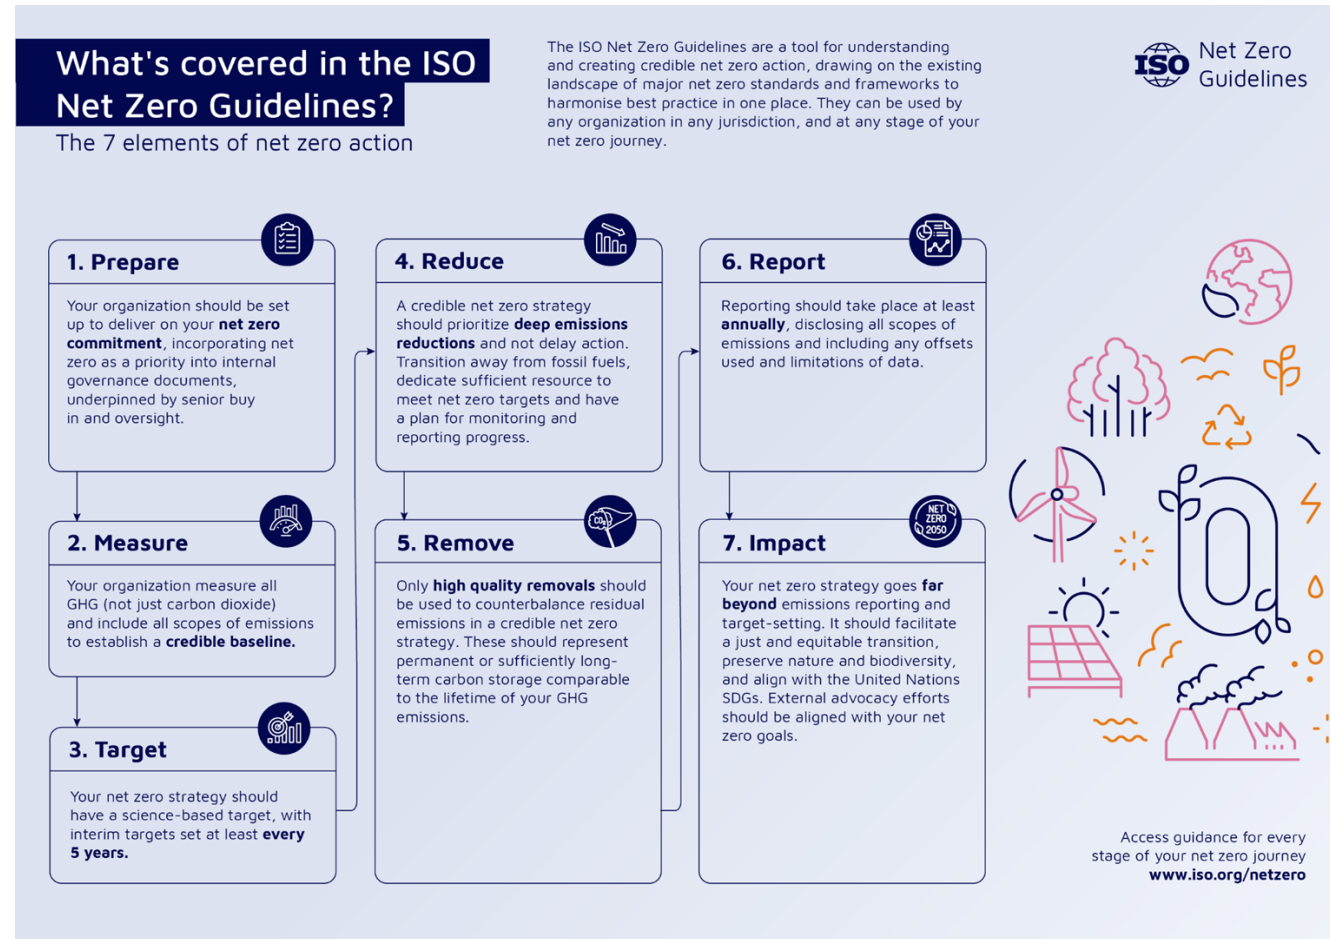 What's covered in the ISO
Net Zero Guidelines?
The 7 elements of net zero action
The ISO Net Zero Guidelines are a tool for understanding
and creating credible net zero action, drawing on the existing
landscape of major net zero standards and frameworks to
harmonise best practice in one place. They can be used by
any organization in any jurisdiction, and at any stage of your
net zero journey.
ISO
Net Zero
Guidelines
1. Prepare
Your organization should be set
up to deliver on your net zero
commitment, incorporating net
zero as a priority into internal
governance documents,
underpinned by senior buy
in and oversight.
2. Measure
Your organization measure all
GHG (not just carbon dioxide)
and include all scopes of emissions
to establish a credible baseline.
3. Target
Your net zero strategy should
have a science-based target, with
interim targets set at least every
5 years.
4. Reduce
A credible net zero strategy
should prioritize deep emissions
reductions and not delay action.
Transition away from fossil fuels,
dedicate sufficient resource to
meet net zero targets and have
a plan for monitoring and
reporting progress.
CO₂
5. Remove
Only high quality removals should
be used to counterbalance residual
emissions in a credible net zero
strategy. These should represent
permanent or sufficiently long-
term carbon storage comparable
to the lifetime of your GHG
emissions.
6. Report
Reporting should take place at least
annually, disclosing all scopes of
emissions and including any offsets
used and limitations of data.
NET
ZERO
2050
7. Impact
Your net zero strategy goes far
beyond emissions reporting and
target-setting. It should facilitate
a just and equitable transition,
preserve nature and biodiversity,
and align with the United Nations
SDGs. External advocacy efforts
should be aligned with your net
zero goals.
0
Access guidance for every
stage of your net zero journey
www.iso.org/netzero